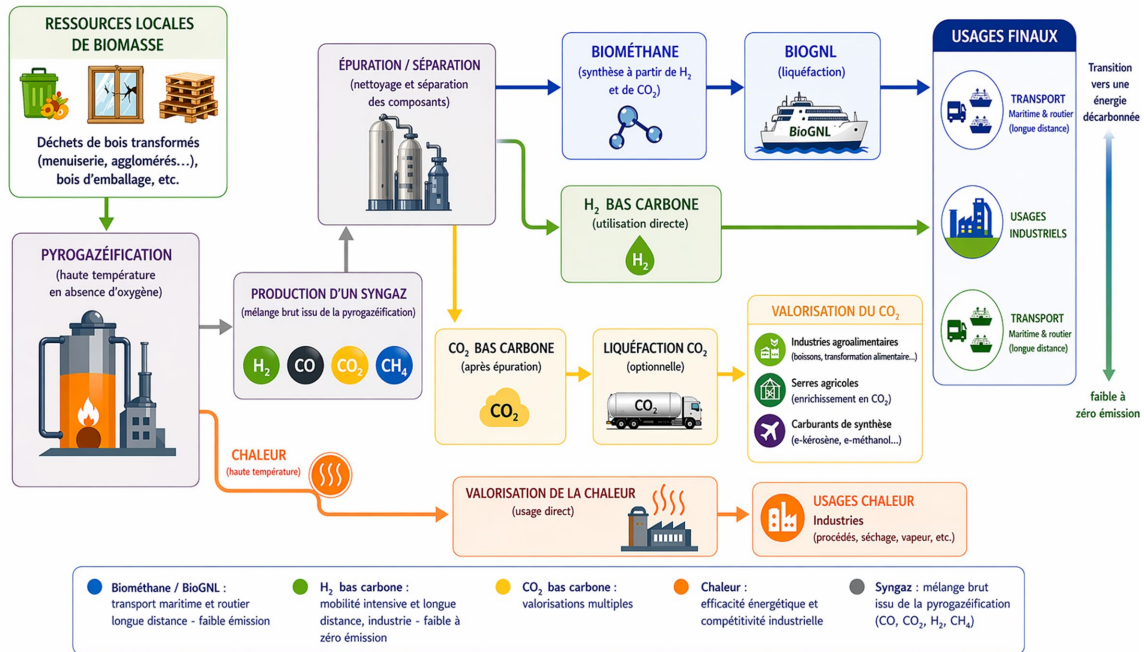 RESSOURCES LOCALES
DE BIOMASSE
Déchets de bois transformés
(menuiserie, agglomérés...),
bois d'emballage, etc.
PYROGAZÉIFICATION
(haute température
en absence d'oxygène)
PRODUCTION D'UN SYNGAZ
(mélange brut issu de la pyrogazéification)
H₂
CO
CO₂
CH₄
ÉPURATION / SÉPARATION
(nettoyage et séparation
des composants)
BIOMÉTHANE
(synthèse à partir de H₂
et de CO₂)
BIOGNL
(liquéfaction)
BioGNL
H₂ BAS CARBONE
(utilisation directe)
H₂
CO₂ BAS CARBONE
(après épuration)
CO₂
LIQUÉFACTION CO₂
(optionnelle)
CO₂
VALORISATION DU CO₂
Industries agroalimentaires
(boissons, transformation alimentaire...)
Serres agricoles
(enrichissement en CO₂)
Carburants de synthèse
(e-kérosène, e-méthanol...)
USAGES FINAUX
TRANSPORT
Maritime & routier
(longue distance)
USAGES
INDUSTRIELS
TRANSPORT
Maritime & routier
(longue distance)
Transition
vers une
énergie
décarbonnée
faible à
zéro émission
CHALEUR
(haute température)
VALORISATION DE LA CHALEUR
(usage direct)
USAGES CHALEUR
Industries
(procédés, séchage, vapeur, etc.)
Biométhane / BioGNL :
transport maritime et routier
longue distance - faible émission
H₂ bas carbone :
mobilité intensive et longue
distance, industrie - faible à
zéro émission
CO₂ bas carbone :
valorisations multiples
Chaleur :
efficacité énergétique et
compétitivité industrielle
Syngaz : mélange brut
issu de la pyrogazéification
(CO, CO₂, H₂, CH₄)